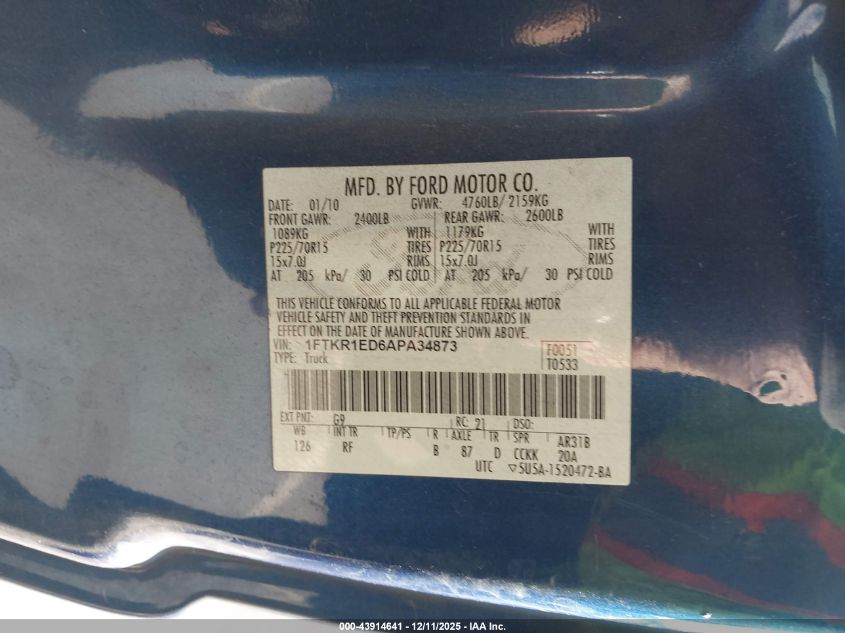 MFD. BY FORD MOTOR CO.
DATE: 01/10 GVWR: 4760LB/ 2159KG
FRONT GAWR: 2400LB REAR GAWR: 2600LB
1089KG WITH 1179KG WITH
P225/70R15 TIRES P225/70R15 TIRES
15x7.0J RIMS 15x7.0J RIMS
AT 205 kPa/ 30 PSI COLD AT 205 kPa/ 30 PSI COLD
THIS VEHICLE CONFORMS TO ALL APPLICABLE FEDERAL MOTOR
VEHICLE SAFETY AND THEFT PREVENTION STANDARDS IN
EFFECT ON THE DATE OF MANUFACTURE SHOWN ABOVE.
VIN: 1FTKR1ED6APA34873 F0051
TYPE: Truck T0533
EXT PNT: G9 RC: 21 DSO:
WB INT TR TP/PS R AXLE TR SPR AR31B
126 RF B 87 D CCKK 20A
UTC ▽5U5A-1520472-BA
000-43914641 - 12/11/2025 - IAA Inc.